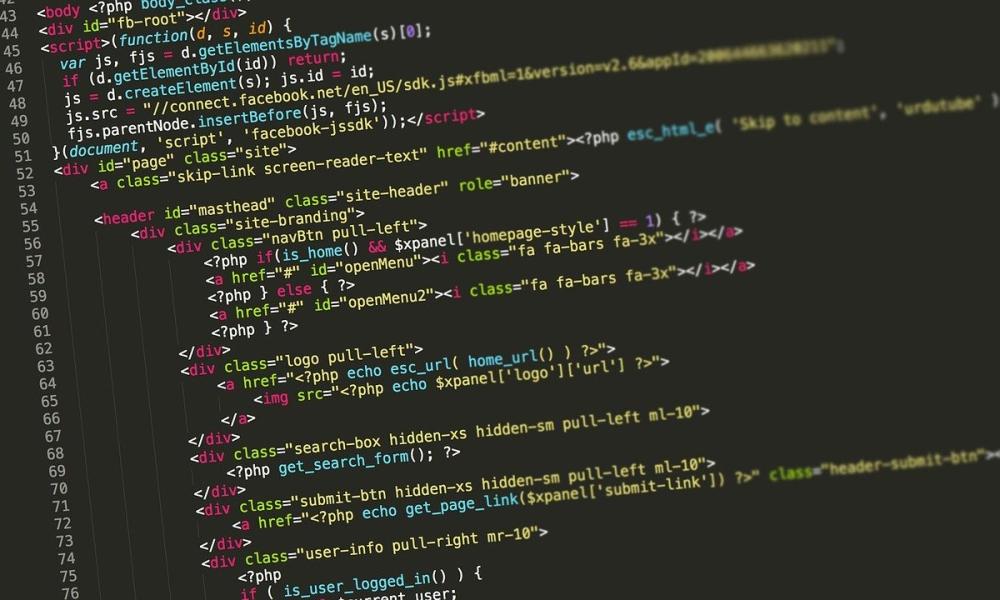 42
43 <body <?php body_class();
44 <div id="fb-root"></div>
45 <script>(function(d, s, id) {
46 var js, fjs = d.getElementsByTagName(s)[0];
47 if (d.getElementById(id)) return;
48 js = d.createElement(s); js.id = id;
49 js.src = "//connect.facebook.net/en_US/sdk.js#xfbml=1&version=v2.6&appId=
50 fjs.parentNode.insertBefore(js, fjs);
51 }(document, 'script', 'facebook-jssdk'));</script>
52 <div id="page" class="site">
53 <a class="skip-link screen-reader-text" href="#content"><?php esc_html_e( 'Skip to content', 'urdutube' )
54
55 <header id="masthead" class="site-header" role="banner">
56 <div class="site-branding">
57 <div class="navBtn pull-left">
58 <?php if(is_home() && $xpanel['homepage-style'] == 1) { ?>
59 <a href="#" id="openMenu"><i class="fa fa-bars fa-3x"></i></a>
60 <?php } else { ?>
61 <a href="#" id="openMenu2"><i class="fa fa-bars fa-3x"></i></a>
62 <?php } ?>
63 </div>
64 <div class="logo pull-left">
65 <a href="<?php echo esc_url( home_url() ) ?>">
66 <img src="<?php echo $xpanel['logo']['url'] ?>">
67 </a>
68 </div>
69 <div class="search-box hidden-xs hidden-sm pull-left ml-10">
70 <?php get_search_form(); ?>
71 </div>
72 <div class="submit-btn hidden-xs hidden-sm pull-left ml-10">
73 <a href="<?php echo get_page_link($xpanel['submit-link']) ?>" class="header-submit-btn"><
74 </div>
75 <div class="user-info pull-right mr-10">
76 <?php
if ( is_user_logged_in() ) {
current_user;